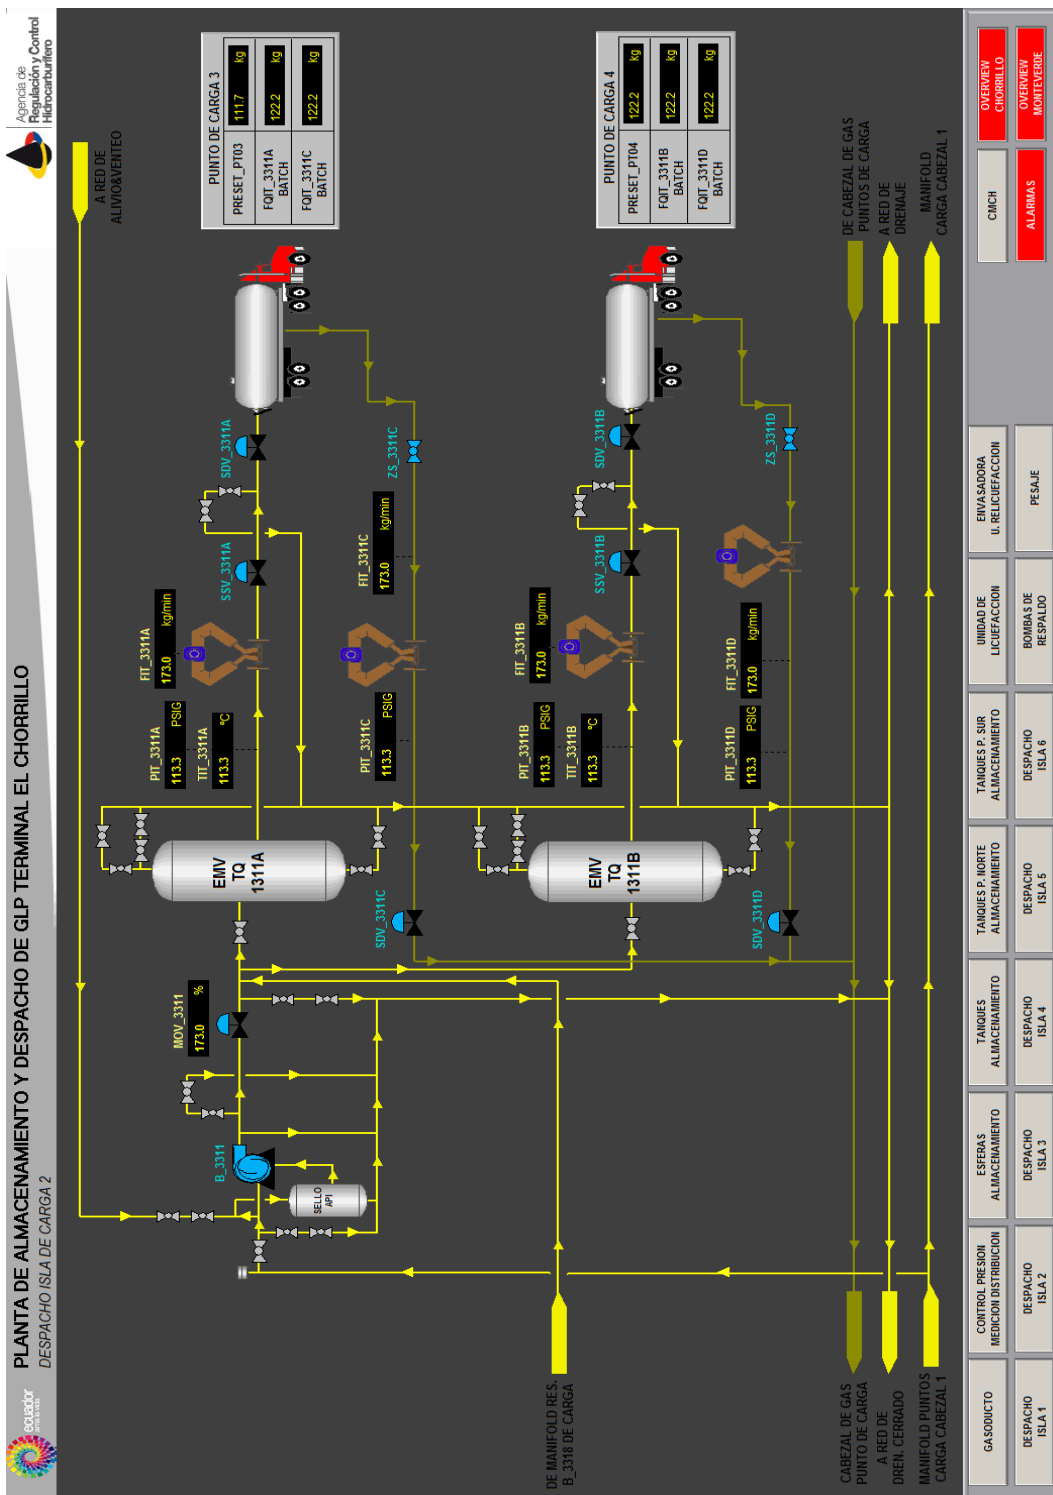 ecuador
ama la vida
PLANTA DE ALMACENAMIENTO Y DESPACHO DE GLP TERMINAL EL CHORRILLO
DESPACHO ISLA DE CARGA 2
Agencia de
Regulación y Control
Hidrocarburífero
A RED DE
ALIVIO&VENTEO
PUNTO DE CARGA 3
PRESET_PT03
111.7 kg
FQIT_3311A
BATCH
122.2 kg
FQIT_3311C
BATCH
122.2 kg
B_3311
SELLO
API
MOV_3311
173.0 %
EMV
TQ
1311A
PIT_3311A
113.3 PSIG
TIT_3311A
113.3 ºC
FIT_3311A
173.0 kg/min
SSV_3311A
SDV_3311A
SDV_3311C
PIT_3311C
113.3 PSIG
FIT_3311C
173.0 kg/min
ZS_3311C
PUNTO DE CARGA 4
PRESET_PT04
122.2 kg
FQIT_3311B
BATCH
122.2 kg
FQIT_3311D
BATCH
122.2 kg
EMV
TQ
1311B
PIT_3311B
113.3 PSIG
TIT_3311B
113.3 ºC
FIT_3311B
173.0 kg/min
SSV_3311B
SDV_3311B
SDV_3311D
PIT_3311D
113.3 PSIG
FIT_3311D
173.0 kg/min
ZS_3311D
DE MANIFOLD RES.
B_3318 DE CARGA
CABEZAL DE GAS
PUNTO DE CARGA
DE CABEZAL DE GAS
PUNTOS DE CARGA
A RED DE
DREN. CERRADO
A RED DE
DRENAJE
MANIFOLD PUNTOS
CARGA CABEZAL 1
MANIFOLD
CARGA CABEZAL 1
GASODUCTO
CONTROL PRESION
MEDICION DISTRIBUCION
ESFERAS
ALMACENAMIENTO
TANQUES
ALMACENAMIENTO
TANQUES P. NORTE
ALMACENAMIENTO
TANQUES P. SUR
ALMACENAMIENTO
UNIDAD DE
LICUEFACCION
ENVASADORA
U. RELICUEFACCION
CMCH
OVERVIEW
CHORRILLO
DESPACHO
ISLA 1
DESPACHO
ISLA 2
DESPACHO
ISLA 3
DESPACHO
ISLA 4
DESPACHO
ISLA 5
DESPACHO
ISLA 6
BOMBAS DE
RESPALDO
PESAJE
ALARMAS
OVERVIEW
MONTEVERDE